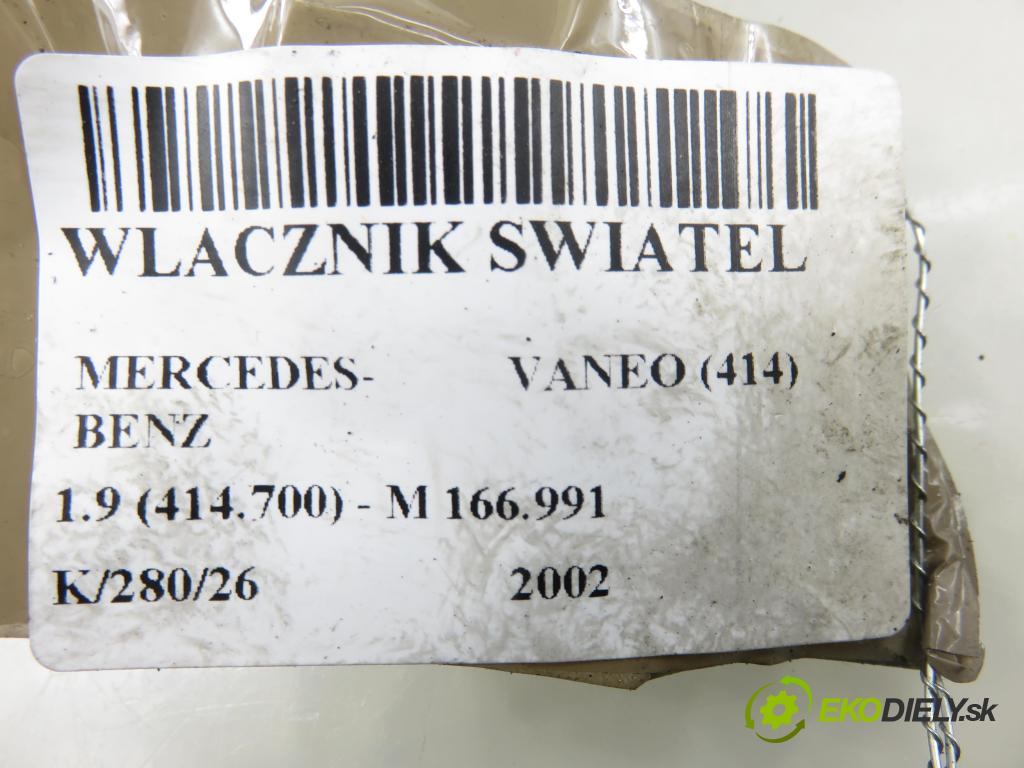 WLACZNIK SWIATEL
MERCEDES-
BENZ
VANEO (414)
1.9 (414.700) - M 166.991
K/280/26 2002
EKODIELY.sk